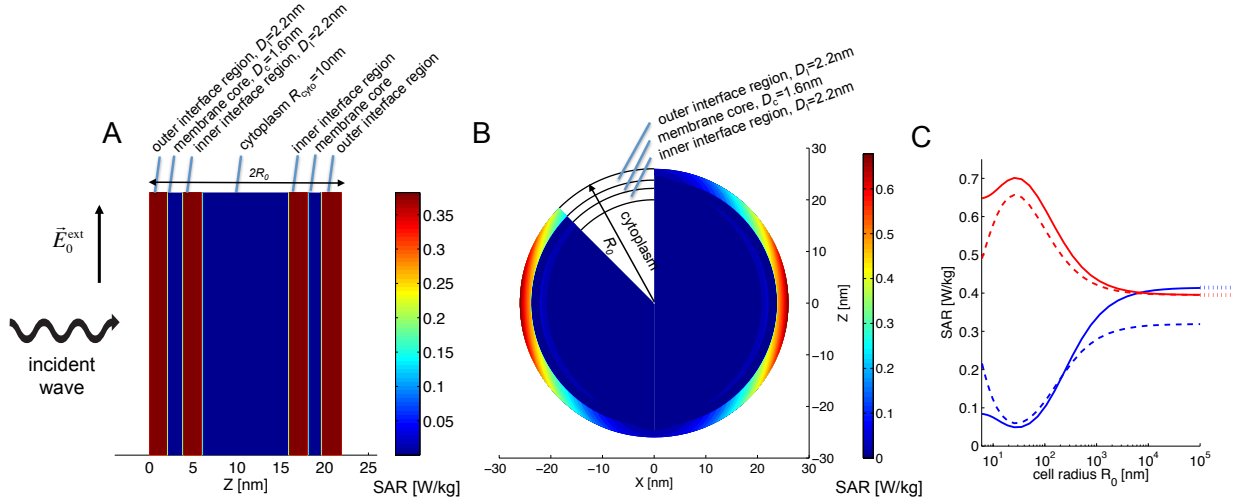 A
outer interface region, Dᵢ=2.2nm
membrane core, D_c=1.6nm
inner interface region, Dᵢ=2.2nm
cytoplasm R_cyto=10nm
inner interface region
membrane core
outer interface region
2R₀
E⃗₀ᵉˣᵗ
incident
wave
0.35
0.3
0.25
0.2
0.15
0.1
0.05
0 5 10 15 20 25
Z [nm]
SAR [W/kg]
B
outer interface region, Dᵢ=2.2nm
membrane core, D_c=1.6nm
inner interface region, Dᵢ=2.2nm
cytoplasm
R₀
30
20
10
0
−10
−20
−30
Z [nm]
−30 −20 −10 0 10 20 30
X [nm]
0.6
0.5
0.4
0.3
0.2
0.1
0
SAR [W/kg]
C
0.7
0.6
0.5
0.4
0.3
0.2
0.1
0
SAR [W/kg]
10¹ 10² 10³ 10⁴ 10⁵
cell radius R₀ [nm]